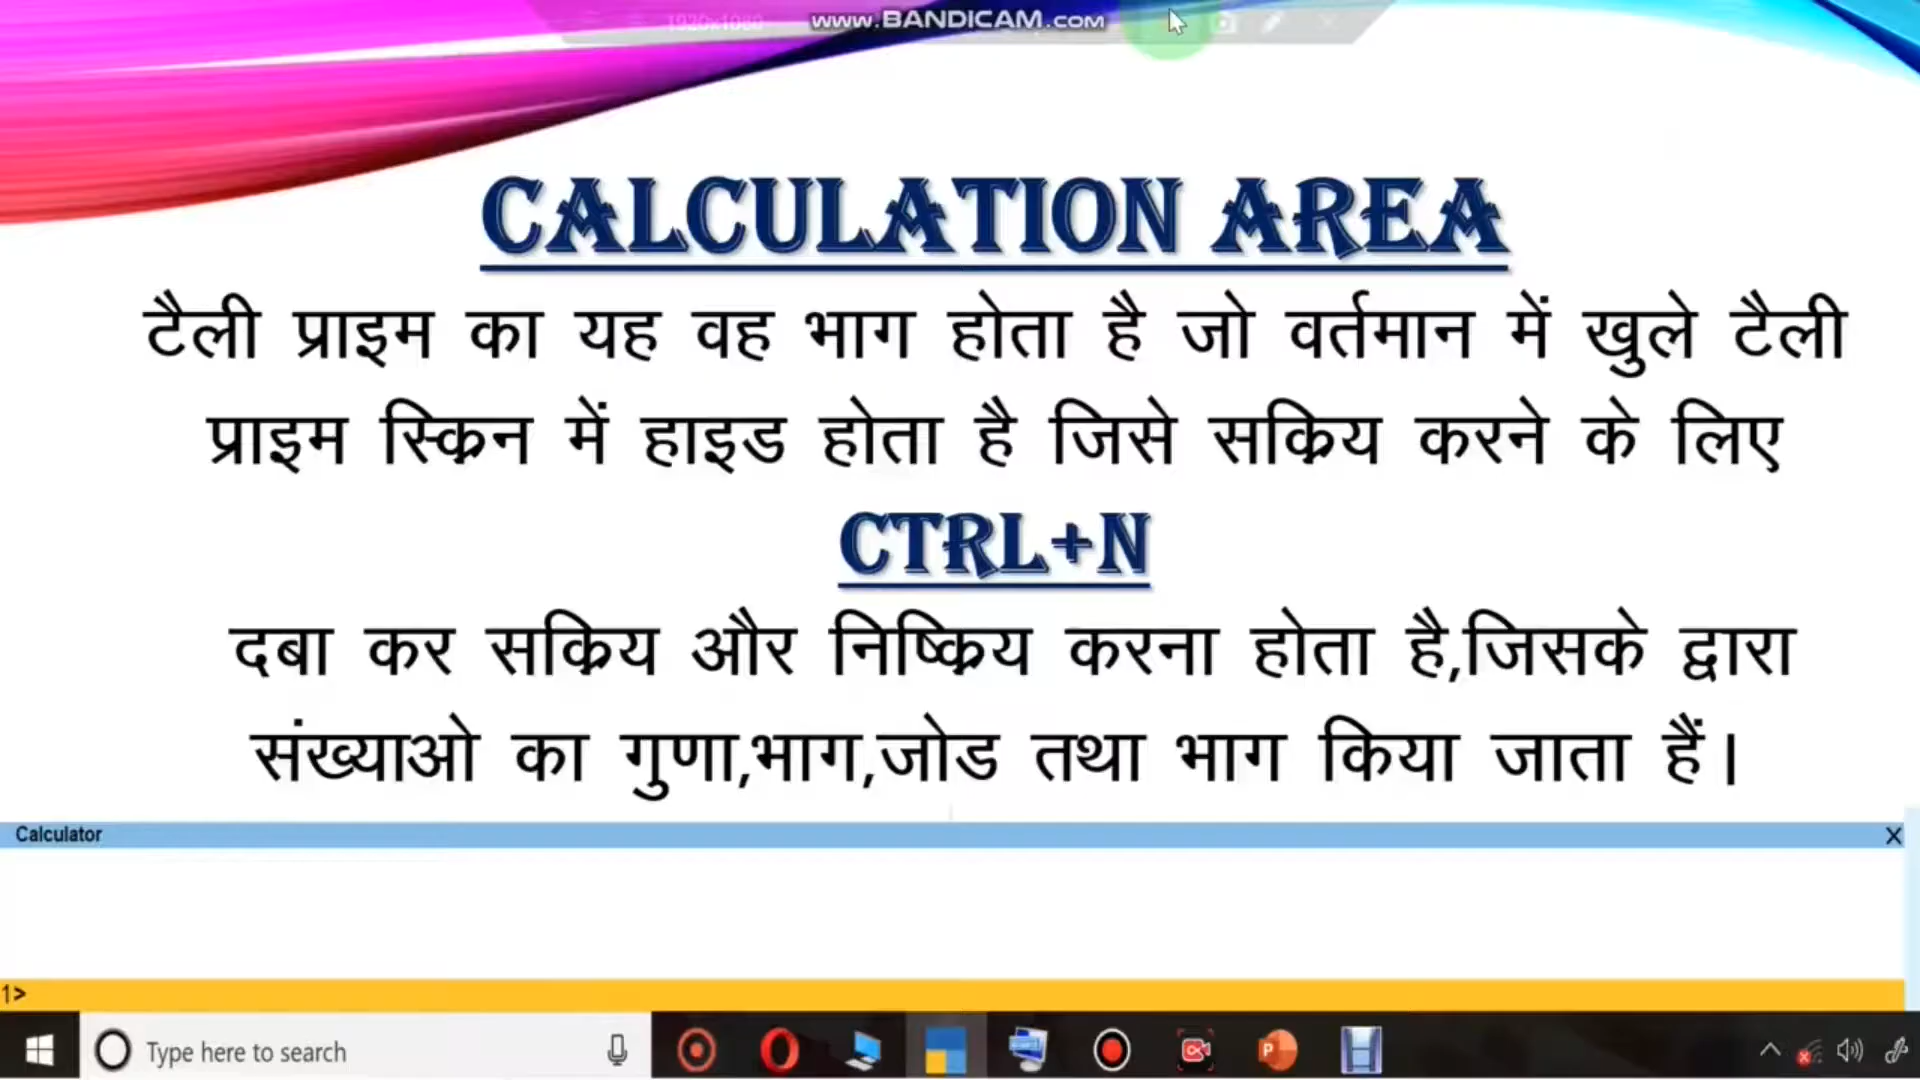 1920x1080
www.BANDICAM.com
CALCULATION AREA
टैली प्राइम का यह वह भाग होता है जो वर्तमान में खुले टैली
प्राइम स्क्रिन में हाइड होता है जिसे सक्रिय करने के लिए
CTRL+N
दबा कर सक्रिय और निष्क्रिय करना होता है,जिसके द्वारा
संख्याओ का गुणा,भाग,जोड तथा भाग किया जाता हैं।
Calculator X
1>
Type here to search